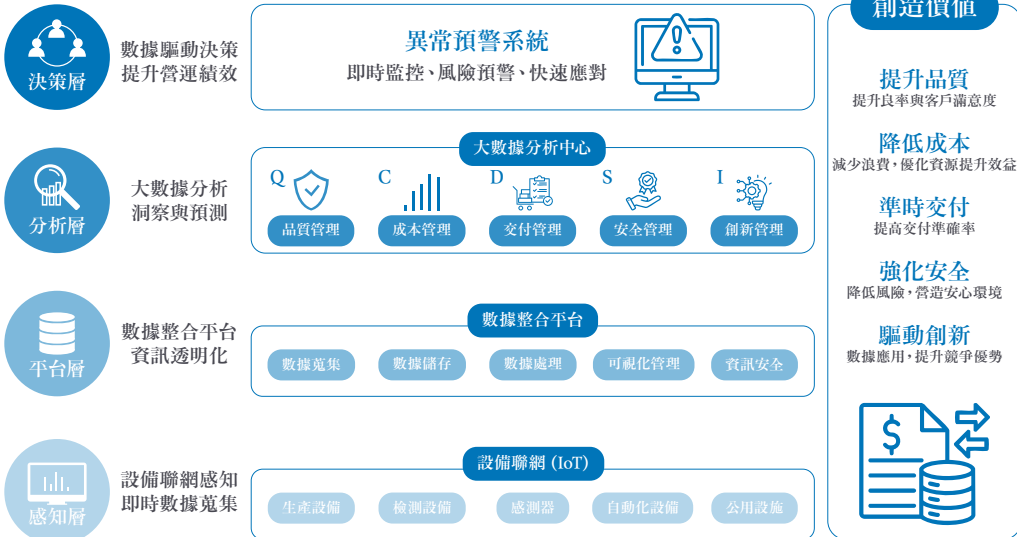 決策層
數據驅動決策
提升營運績效
異常預警系統
即時監控、風險預警、快速應對
分析層
大數據分析
洞察與預測
大數據分析中心
Q
C
D
S
I
品質管理
成本管理
交付管理
安全管理
創新管理
平台層
數據整合平台
資訊透明化
數據整合平台
數據蒐集
數據儲存
數據處理
可視化管理
資訊安全
感知層
設備聯網感知
即時數據蒐集
設備聯網 (IoT)
生產設備
檢測設備
感測器
自動化設備
公用設施
創造價值
提升品質
提升良率與客戶滿意度
降低成本
減少浪費，優化資源提升效益
準時交付
提高交付準確率
強化安全
降低風險，營造安心環境
驅動創新
數據應用，提升競爭優勢
$